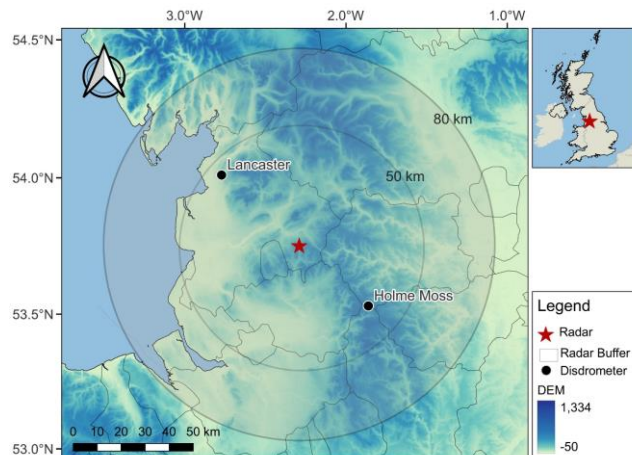 3.0°W
2.0°W
1.0°W
54.5°N
80 km
Lancaster
54.0°N
50 km
Holme Moss
53.5°N
Legend
Radar
Radar Buffer
Disdrometer
DEM
1,334
-50
0 10 20 30 40 50 km
53.0°N